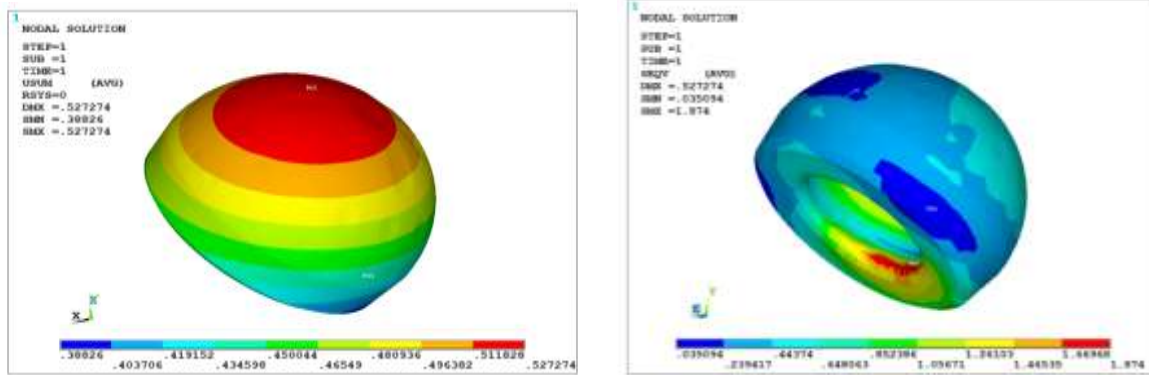 1
NODAL SOLUTION
STEP=1
SUB =1
TIME=1
USUM (AVG)
RSYS=0
DMX =.527274
SMN =.38826
SMX =.527274
MX
X
.38826 .419152 .450044 .480936 .511828
.403706 .434598 .46549 .496382 .527274
1
NODAL SOLUTION
STEP=1
SUB =1
TIME=1
SEQV (AVG)
DMX =.527274
SMN =.035094
SMX =1.874
Y
.035094 .44374 .852386 1.26103 1.66968
.239417 .648063 1.05671 1.46535 1.874